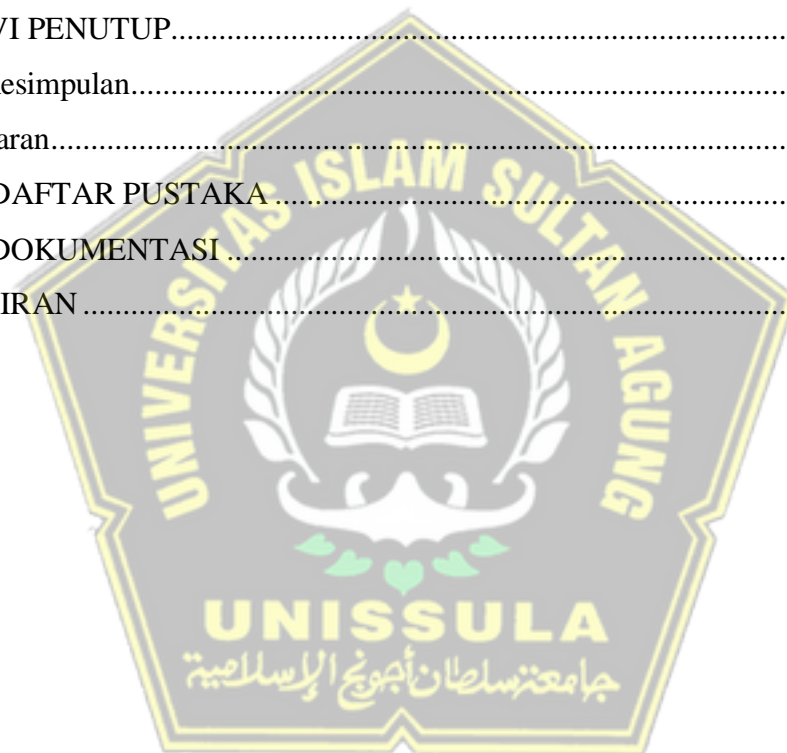 VI PENUTUP............................................................................
esimpulan............................................................................
aran............................................................................
DAFTAR PUSTAKA ............................................................................
DOKUMENTASI ............................................................................
IRAN ............................................................................
UNIVERSITAS ISLAM SULTAN AGUNG
UNISSULA
جامعة سلطان أجونج الإسلامية